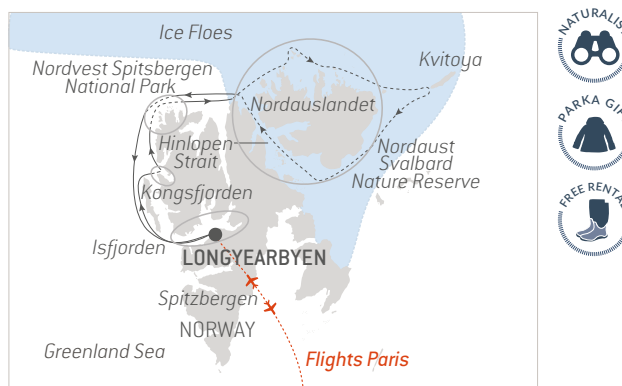 Ice Floes
Nordvest Spitsbergen
National Park
Kvitoya
Nordauslandet
Hinlopen
Strait
Nordaust
Svalbard
Nature Reserve
Kongsfjorden
Isfjorden
LONGYEARBYEN
Spitzbergen
NORWAY
Greenland Sea
Flights Paris
NATURALIS
PARKA GIF
FREE RENTA